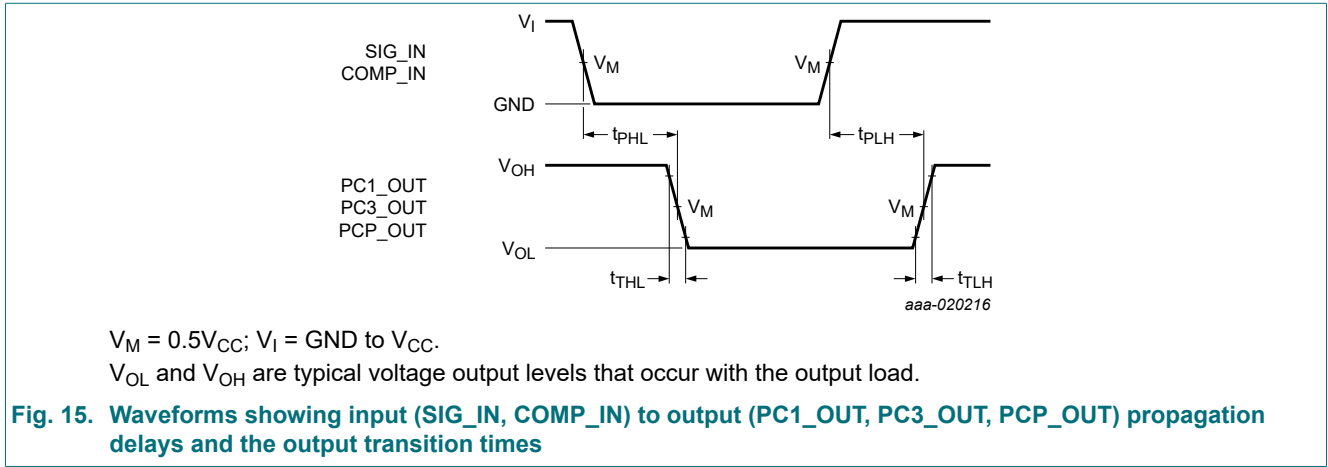 V_I
SIG_IN
COMP_IN
V_M
V_M
GND
t_PHL
t_PLH
V_OH
PC1_OUT
PC3_OUT
PCP_OUT
V_M
V_M
V_OL
t_THL
t_TLH
aaa-020216
V_M = 0.5V_CC; V_I = GND to V_CC.
V_OL and V_OH are typical voltage output levels that occur with the output load.
Fig. 15. Waveforms showing input (SIG_IN, COMP_IN) to output (PC1_OUT, PC3_OUT, PCP_OUT) propagation
delays and the output transition times